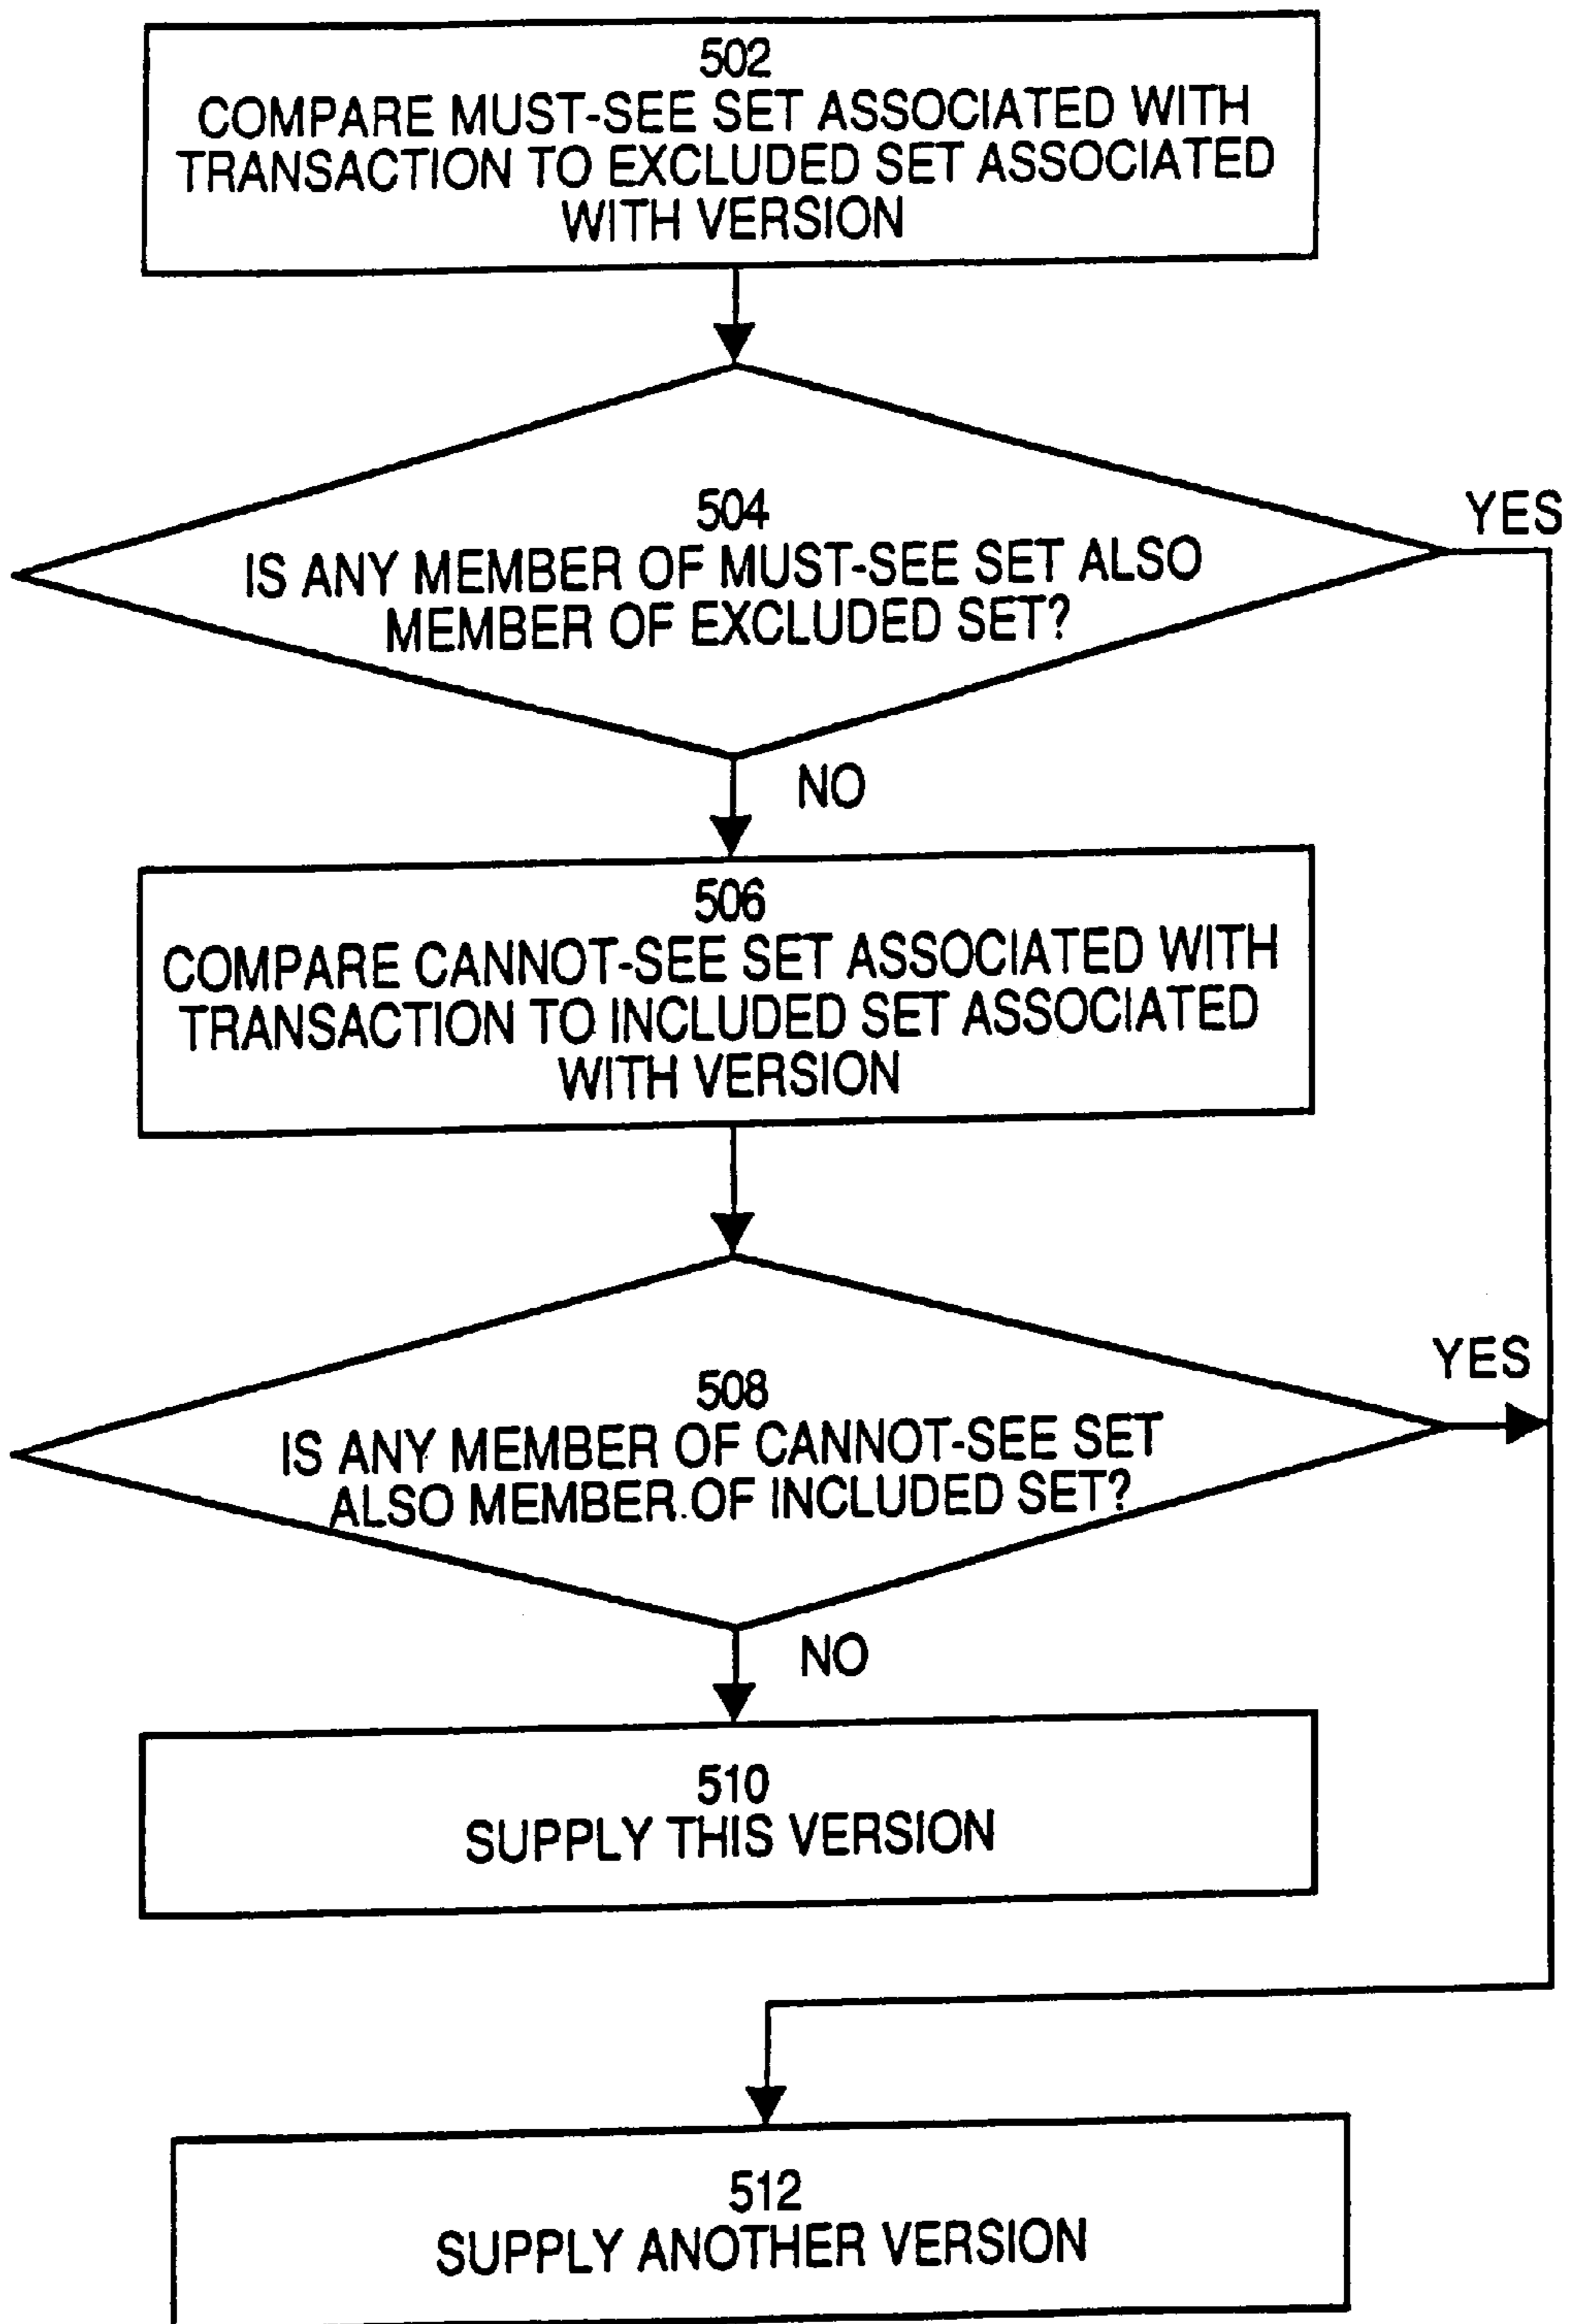 502
COMPARE MUST-SEE SET ASSOCIATED WITH
TRANSACTION TO EXCLUDED SET ASSOCIATED
WITH VERSION
504
IS ANY MEMBER OF MUST-SEE SET ALSO
MEMBER OF EXCLUDED SET?
YES
NO
506
COMPARE CANNOT-SEE SET ASSOCIATED WITH
TRANSACTION TO INCLUDED SET ASSOCIATED
WITH VERSION
508
IS ANY MEMBER OF CANNOT-SEE SET
ALSO MEMBER OF INCLUDED SET?
YES
NO
510
SUPPLY THIS VERSION
512
SUPPLY ANOTHER VERSION